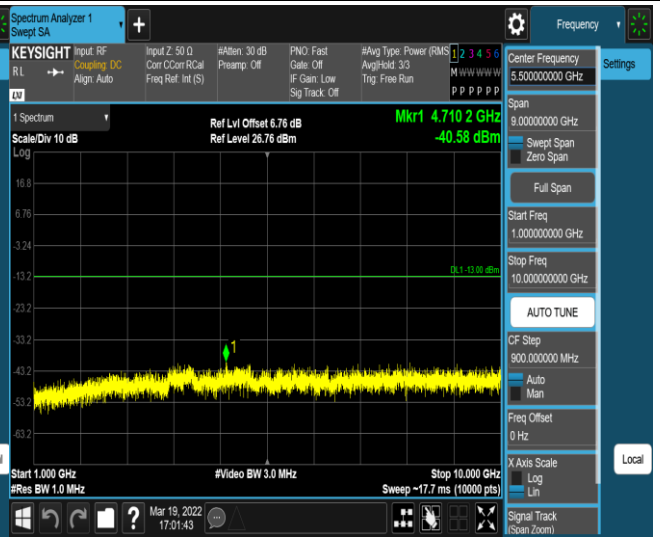 Spectrum Analyzer 1
Swept SA
+
Frequency
KEYSIGHT
Input: RF
Input Z: 50 Ω
#Atten: 30 dB
PNO: Fast
#Avg Type: Power (RMS
1 2 3 4 5 6
R L
Coupling: DC
Corr CCorr RCal
Preamp: Off
Gate: Off
Avg|Hold: 3/3
M W W W W W
Align: Auto
Freq Ref: Int (S)
IF Gain: Low
Trig: Free Run
Sig Track: Off
P P P P P P
LXI
Center Frequency
5.500000000 GHz
Settings
Span
9.00000000 GHz
Swept Span
Zero Span
Full Span
Start Freq
1.000000000 GHz
Stop Freq
10.000000000 GHz
AUTO TUNE
CF Step
900.000000 MHz
Auto
Man
Freq Offset
0 Hz
X Axis Scale
Log
Lin
Signal Track
(Span Zoom)
Local
1 Spectrum
Ref Lvl Offset 6.76 dB
Mkr1 4.710 2 GHz
Scale/Div 10 dB
Ref Level 26.76 dBm
-40.58 dBm
Log
16.8
6.76
-3.24
DL1 -13.00 dBm
-13.2
-23.2
-33.2
1
-43.2
-53.2
-63.2
Start 1.000 GHz
#Video BW 3.0 MHz
Stop 10.000 GHz
#Res BW 1.0 MHz
Sweep ~17.7 ms (10000 pts)
?
Mar 19, 2022
17:01:43